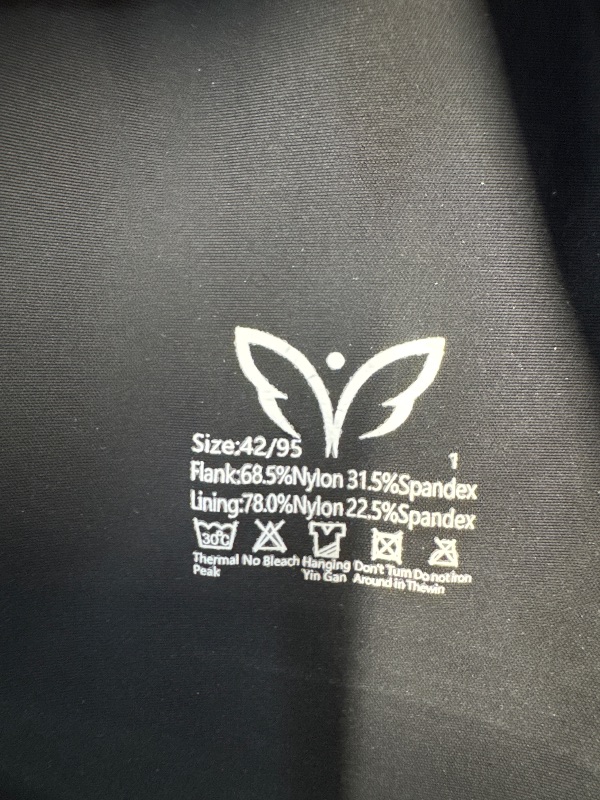 Size:42/95
1
Flank:68.5%Nylon 31.5%Spandex
Lining:78.0%Nylon 22.5%Spandex
30°C
Thermal No Bleach Hanging Don't Turn Do not iron
Peak Yin Gan Around in Thewin